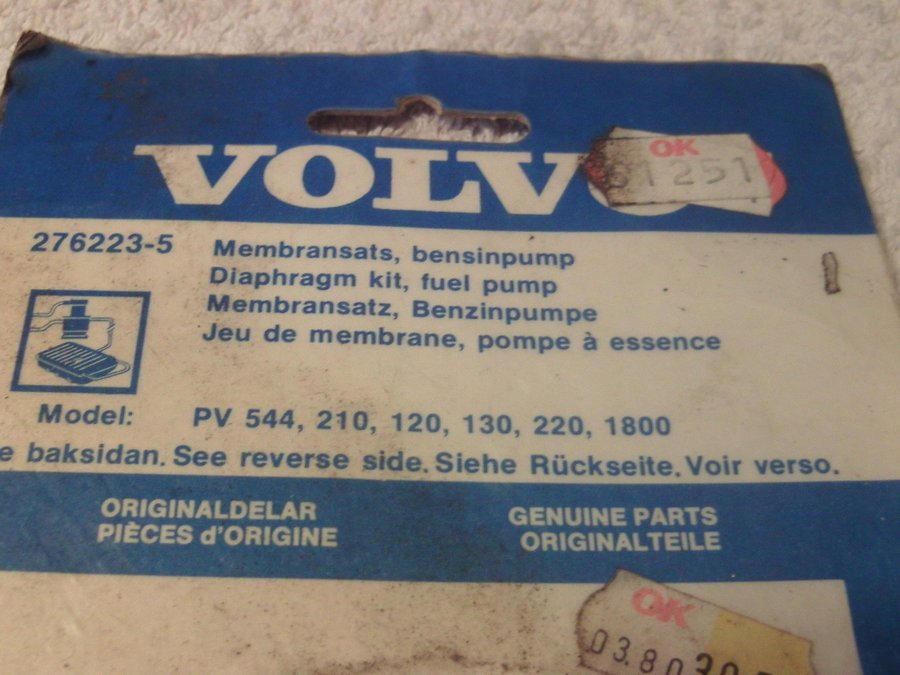 VOLV
OK
51251
276223-5
Membransats, bensinpump
Diaphragm kit, fuel pump
Membransatz, Benzinpumpe
Jeu de membrane, pompe à essence
Model: PV 544, 210, 120, 130, 220, 1800
e baksidan. See reverse side. Siehe Rückseite. Voir verso.
ORIGINALDELAR
PIÈCES d'ORIGINE
GENUINE PARTS
ORIGINALTEILE
OK